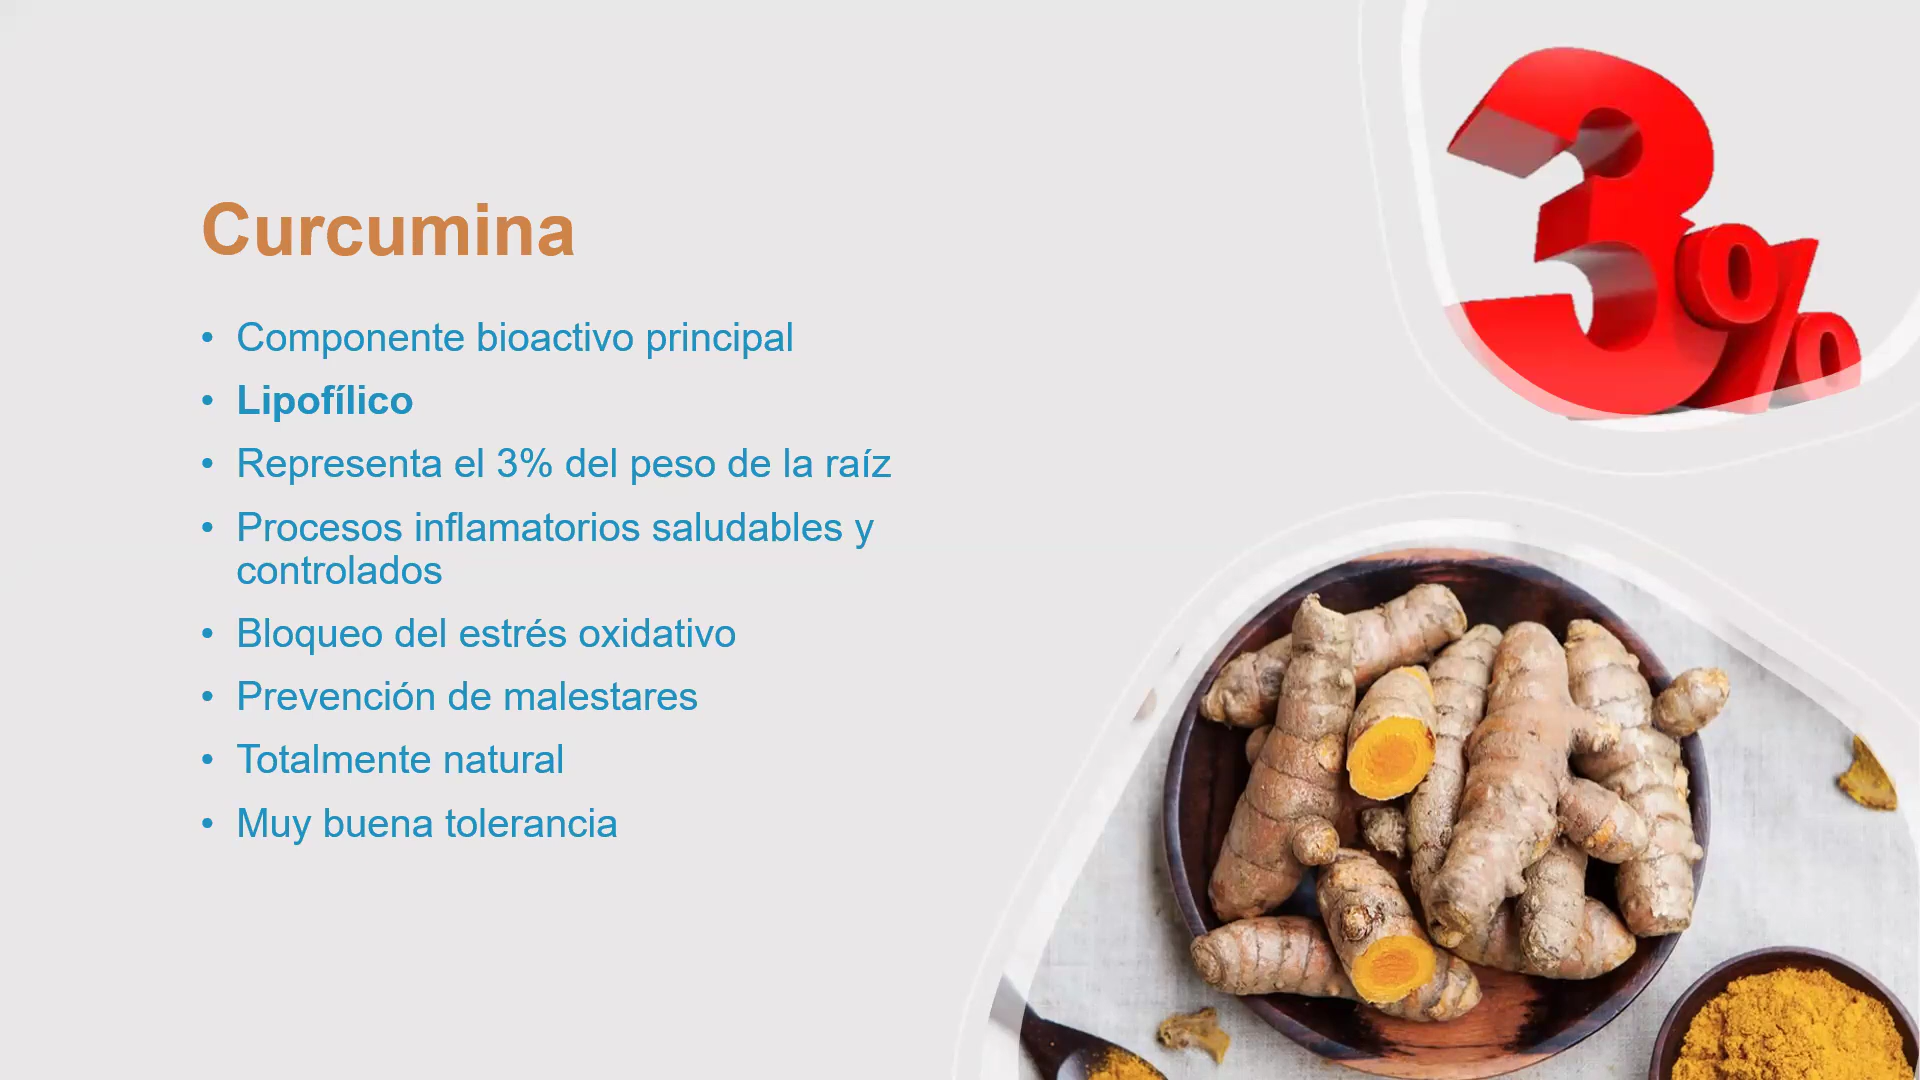 3%
Curcumina
• Componente bioactivo principal
• Lipofílico
• Representa el 3% del peso de la raíz
• Procesos inflamatorios saludables y
controlados
• Bloqueo del estrés oxidativo
• Prevención de malestares
• Totalmente natural
• Muy buena tolerancia